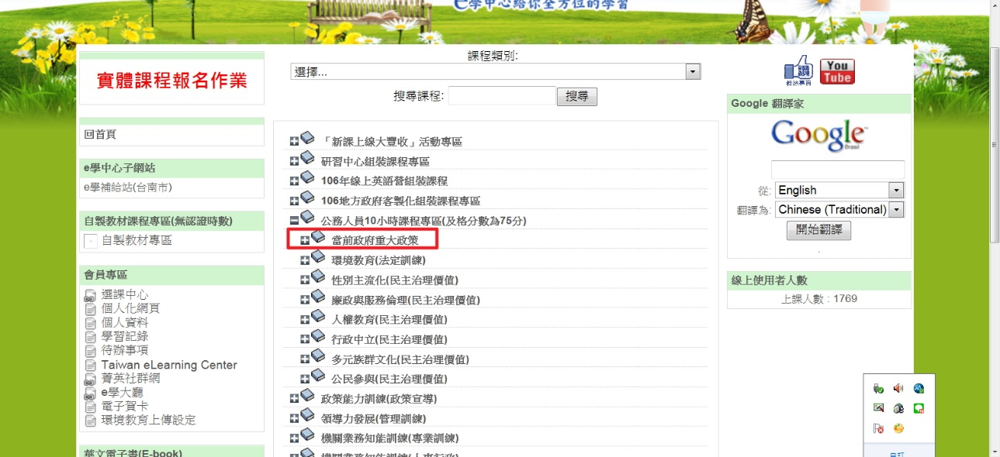 e學中心給你全方位的學習
實體課程報名作業
回首頁
e學中心子網站
e學補給站(台南市)
自製教材課程專區(無認證時數)
自製教材專區
會員專區
選課中心
個人化網頁
個人資料
學習記錄
待辦事項
Taiwan eLearning Center
菁英社群網
e學大廳
電子賀卡
環境教育上傳設定
華文電子書(E-book)
課程類別:
選擇...
搜尋課程:
搜尋
「新課上線大豐收」活動專區
研習中心組裝課程專區
106年線上英語營組裝課程
106地方政府客製化組裝課程專區
公務人員10小時課程專區(及格分數為75分)
當前政府重大政策
環境教育(法定訓練)
性別主流化(民主治理價值)
廉政與服務倫理(民主治理價值)
人權教育(民主治理價值)
行政中立(民主治理價值)
多元族群文化(民主治理價值)
公民參與(民主治理價值)
政策能力訓練(政策宣導)
領導力發展(管理訓練)
機關業務知能訓練(專業訓練)
機關業務知能訓練(人事行政)
讚
粉絲專頁
You
Tube
Google 翻譯家
Google
Brasil
從: English
翻譯為: Chinese (Traditional)
開始翻譯
線上使用者人數
上課人數 : 1769
自訂